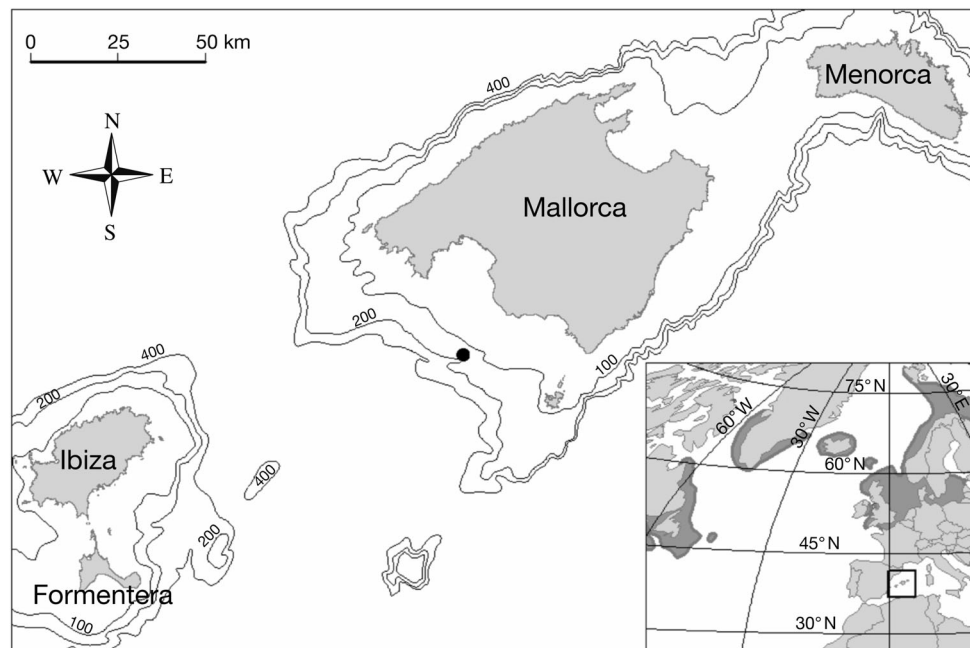 0 25 50 km
400
Menorca
N
W E
S
Mallorca
200
100
400
200
75° N
30° E
60° W
30° W
Ibiza
400
60° N
200
45° N
Formentera
100
30° N